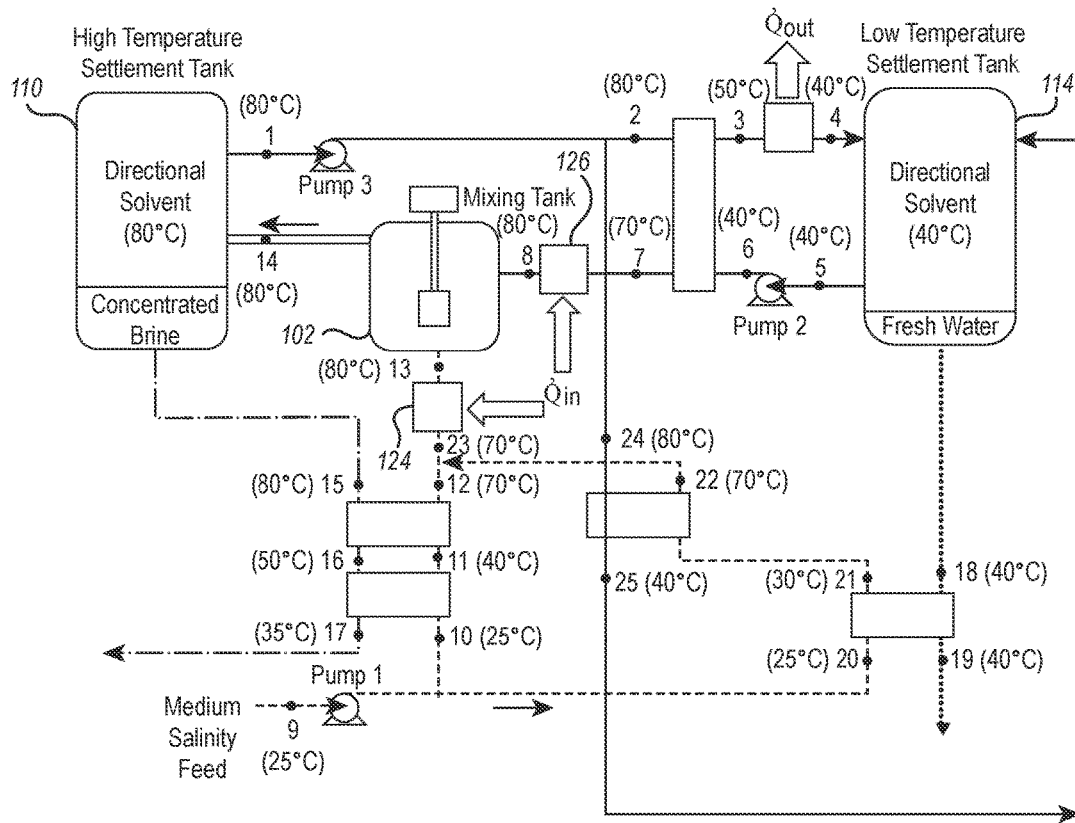 High Temperature
Settlement Tank
110
(80°C)
1
Directional
Solvent
(80°C)
Concentrated
Brine
Pump 3
14
(80°C)
Mixing Tank
(80°C)
8
126
102
(80°C)
2
(50°C)
3
Q̇out
(40°C)
4
Low Temperature
Settlement Tank
114
Directional
Solvent
(40°C)
Fresh Water
(70°C)
7
(40°C)
6
(40°C)
5
Pump 2
(80°C) 13
Q̇in
124
23 (70°C)
(80°C) 15
12 (70°C)
24 (80°C)
22 (70°C)
(50°C) 16
11 (40°C)
25 (40°C)
(30°C) 21
18 (40°C)
(35°C) 17
10 (25°C)
(25°C) 20
19 (40°C)
Pump 1
Medium
Salinity
Feed
9
(25°C)